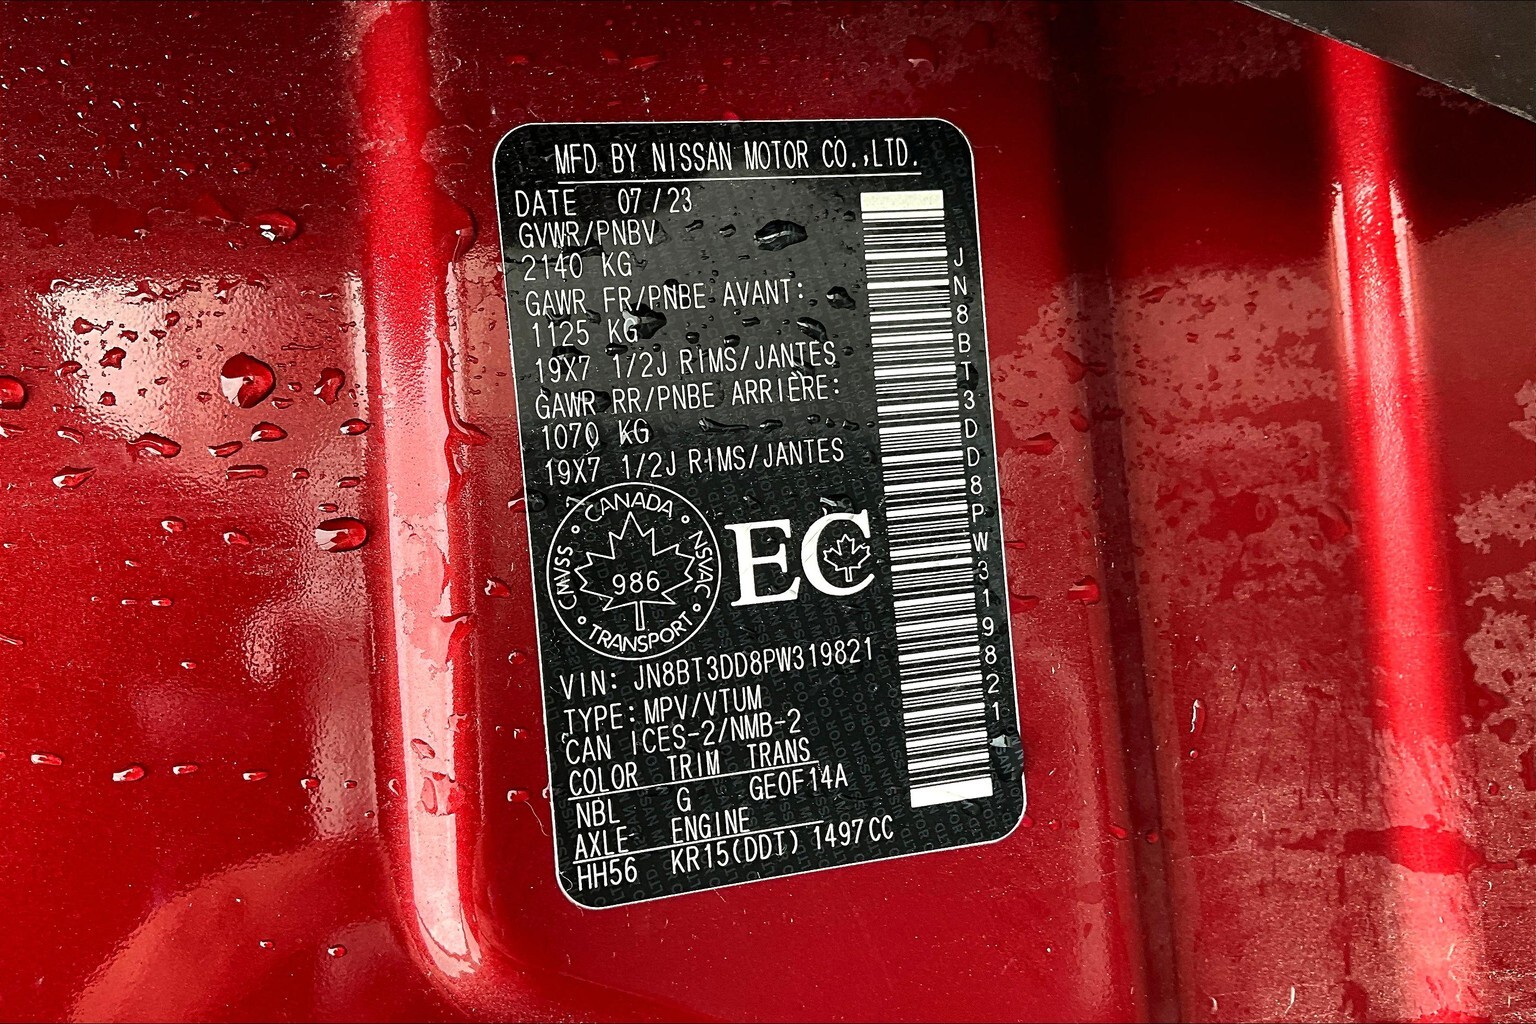 MFD BY NISSAN MOTOR CO.,LTD.
DATE 07/23
GVWR/PNBV
2140 KG
GAWR FR/PNBE AVANT:
1125 KG
19X7 1/2J RIMS/JANTES
GAWR RR/PNBE ARRIÈRE:
1070 KG
19X7 1/2J RIMS/JANTES
CANADA
CMVSS NSVAC
986
TRANSPORT
EC
VIN: JN8BT3DD8PW319821
TYPE:MPV/VTUM
CAN ICES-2/NMB-2
COLOR TRIM TRANS
NBL G GEOF14A
AXLE ENGINE
HH56 KR15(DDT) 1497CC
JN8BT3DD8PW319821